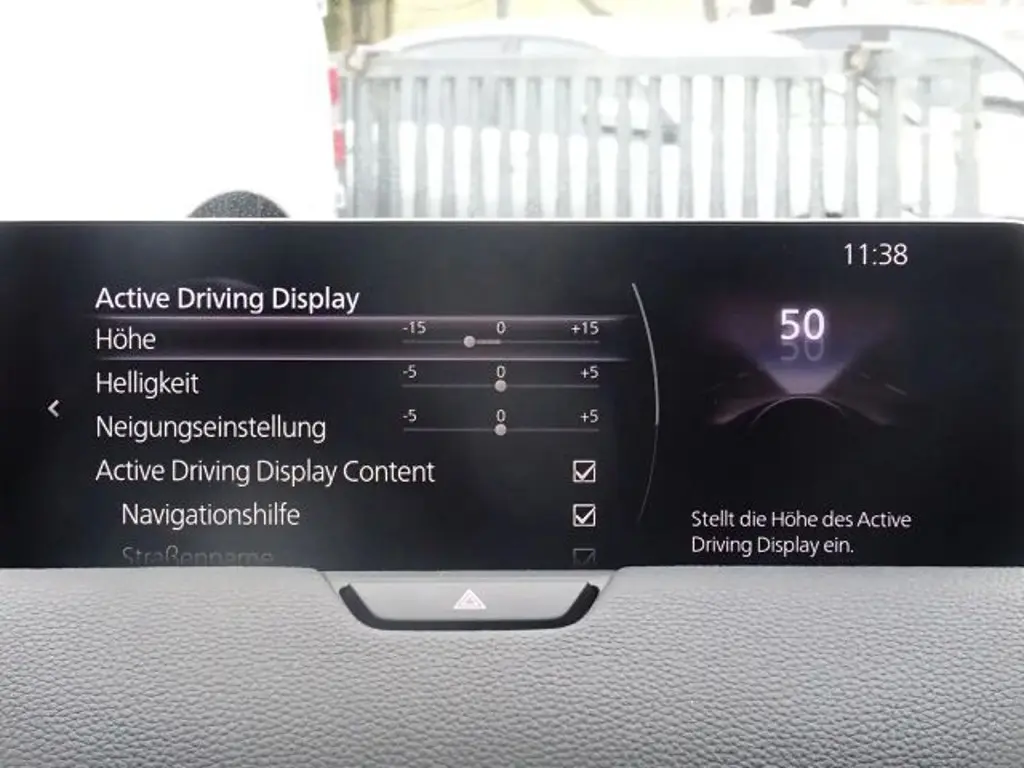 11:38
Active Driving Display
Höhe -15 0 +15
Helligkeit -5 0 +5
Neigungseinstellung -5 0 +5
Active Driving Display Content
Navigationshilfe
Straßenname
50
Stellt die Höhe des Active
Driving Display ein.